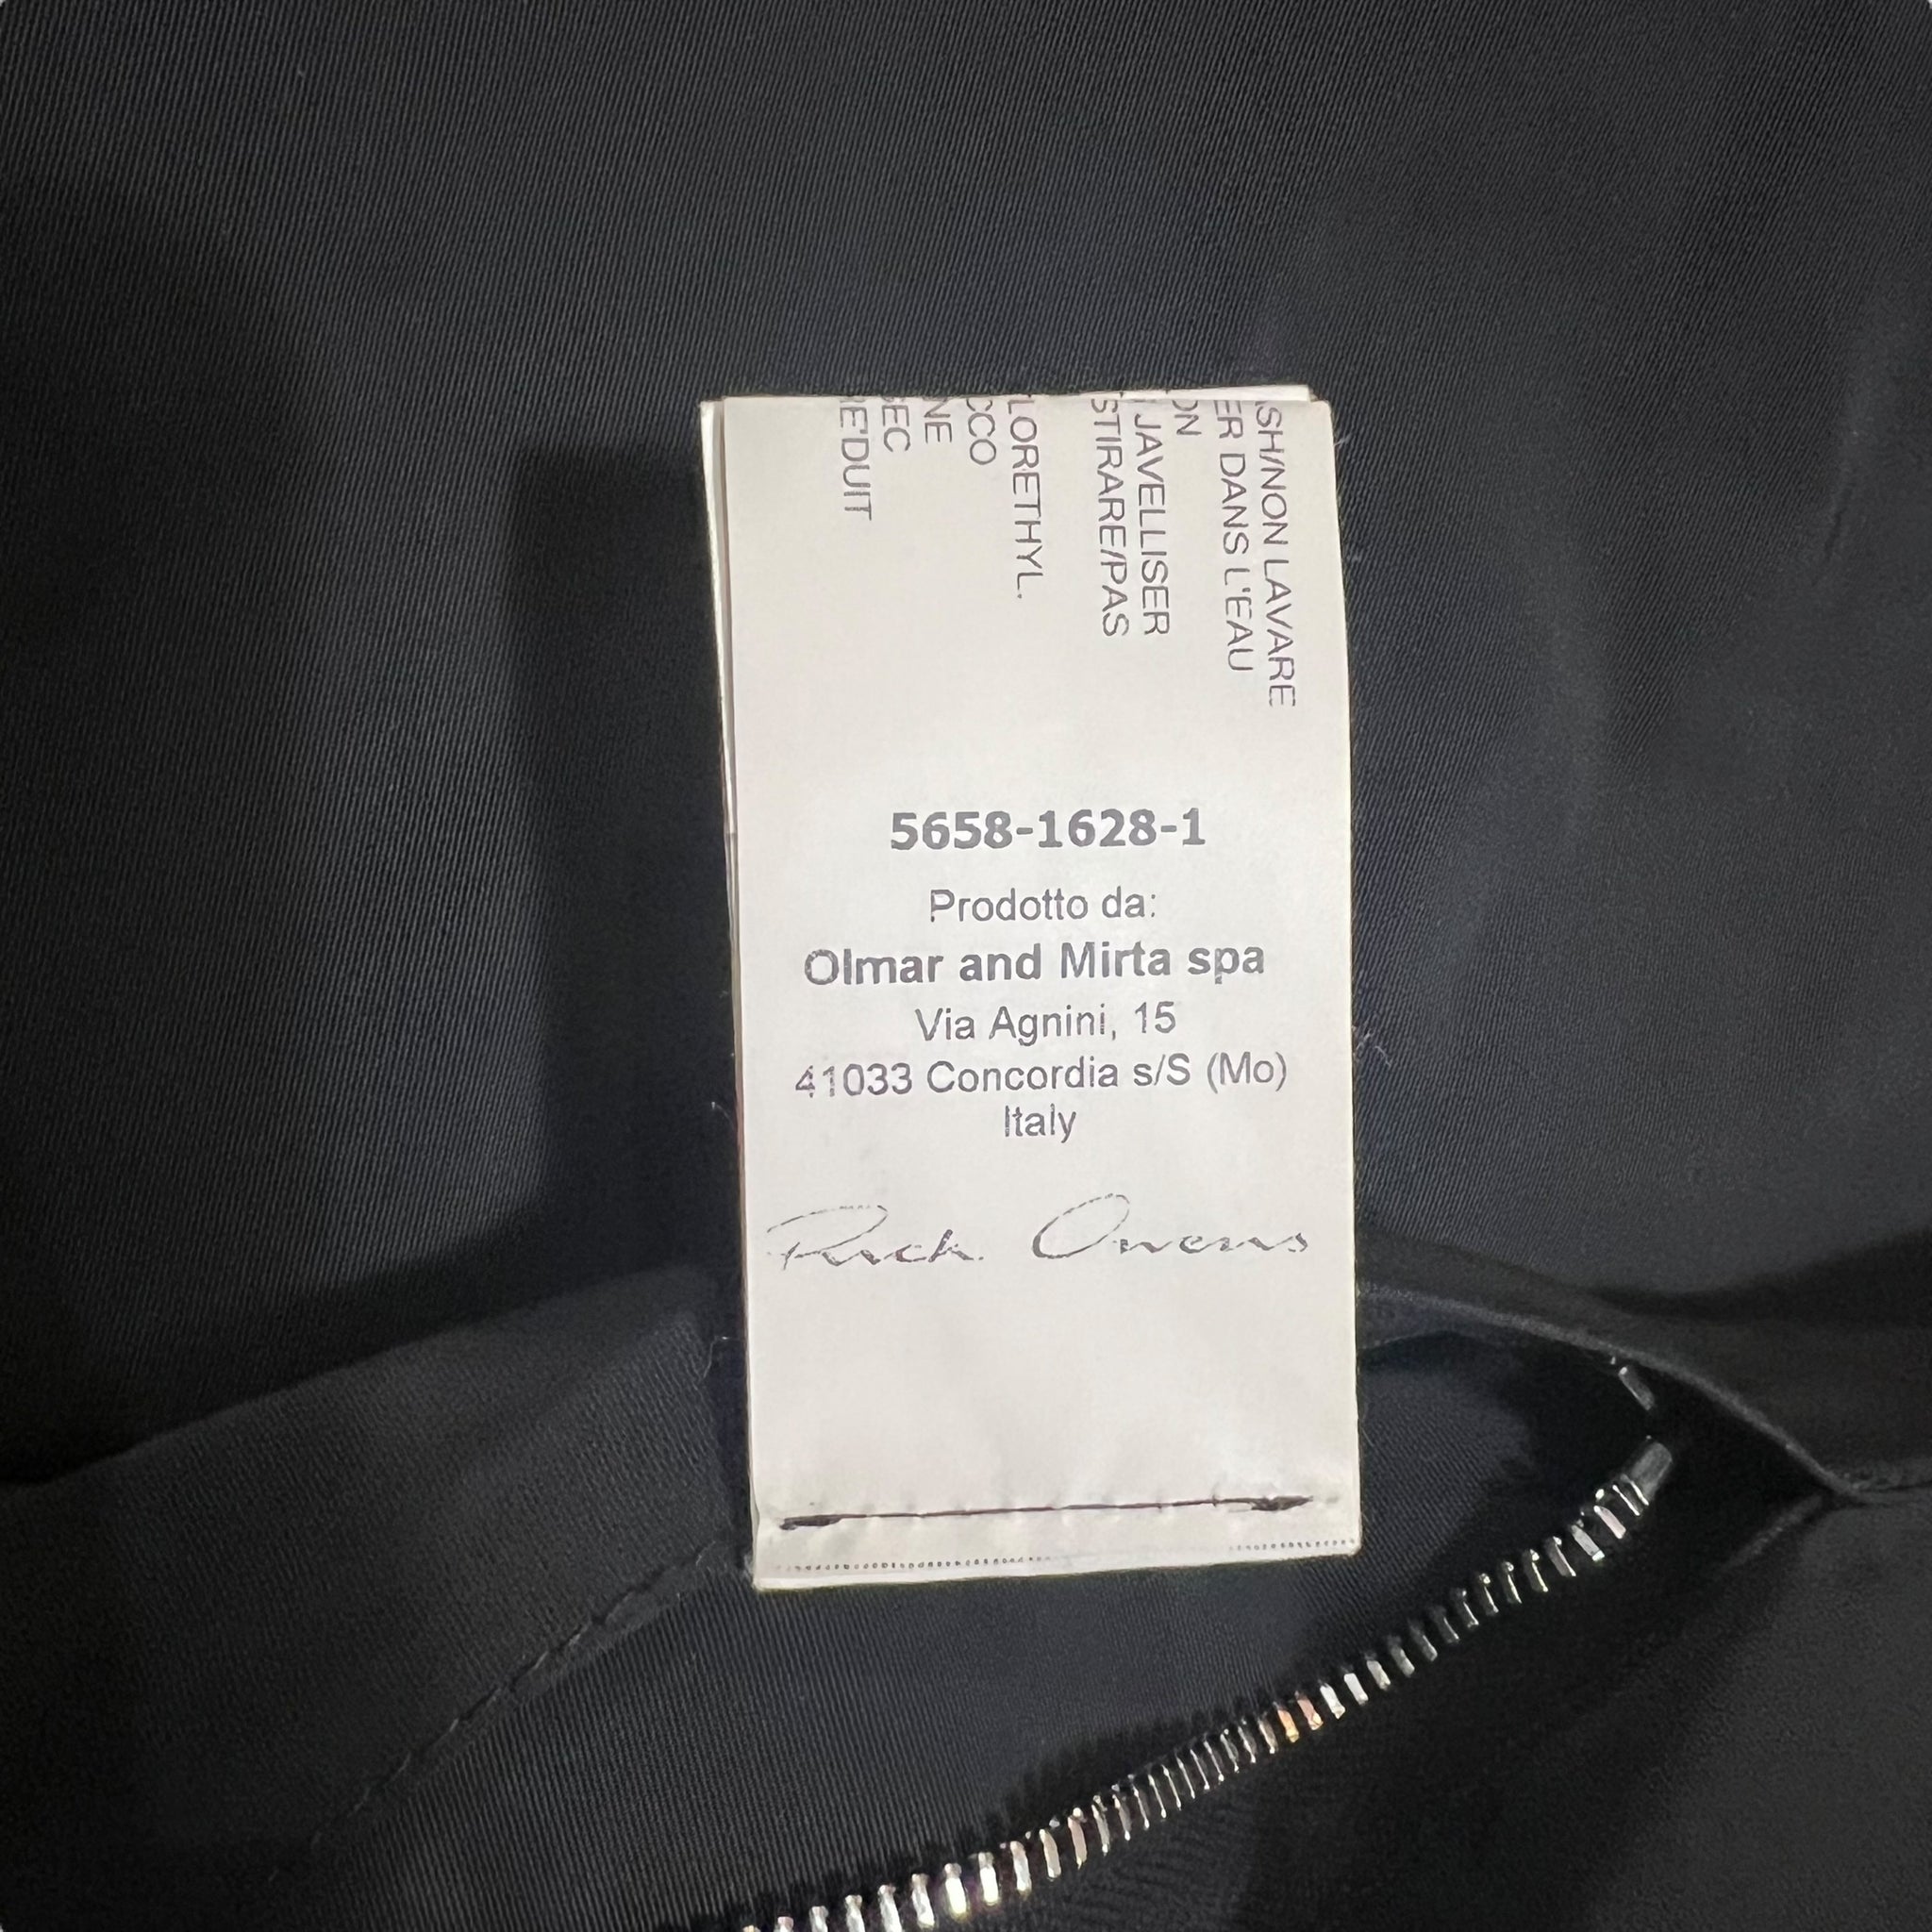 SH/NON LAVARE
ER DANS L'EAU
ON
JAVELLISER
STIRARE/PAS
LORETHYL.
CCO
NE
SEC
RE'DUIT
5658-1628-1
Prodotto da:
Olmar and Mirta spa
Via Agnini, 15
41033 Concordia s/S (Mo)
Italy
Rick Owens